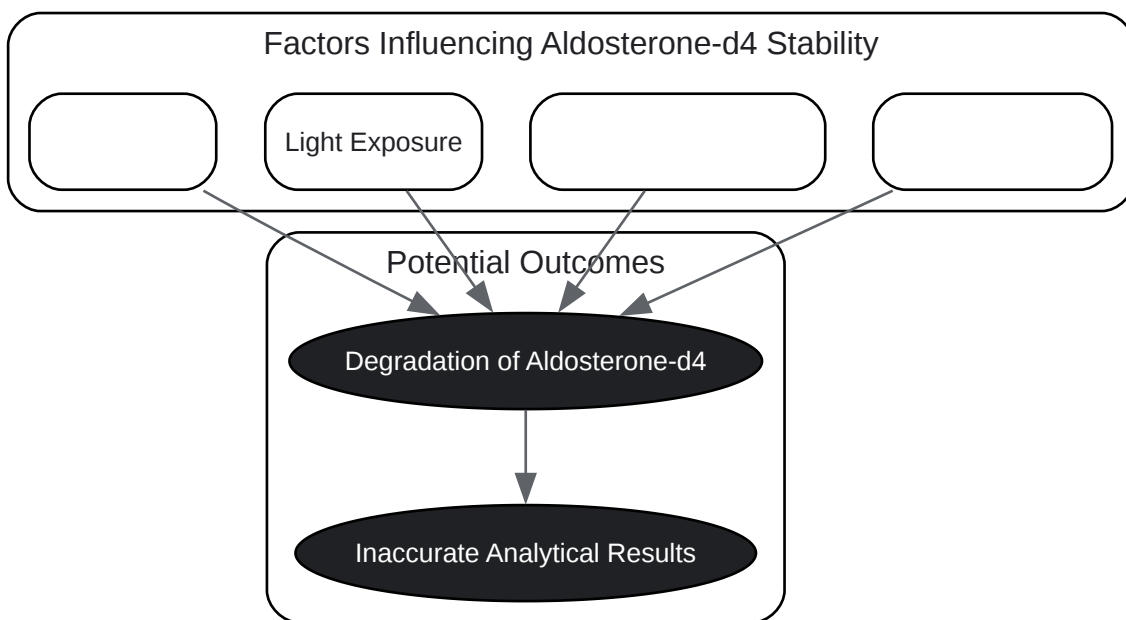 Factors Influencing Aldosterone-d4 Stability
Light Exposure
Potential Outcomes
Degradation of Aldosterone-d4
Inaccurate Analytical Results